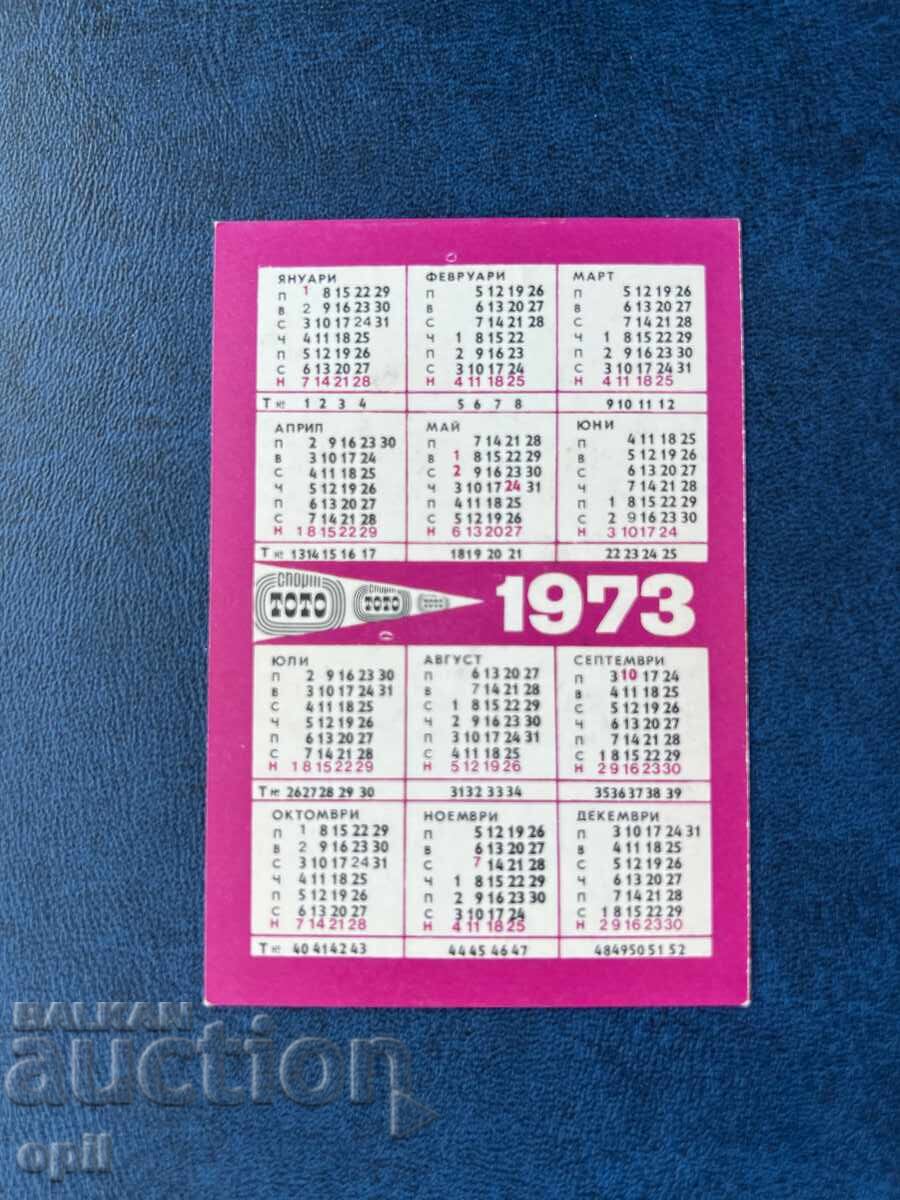 ЯНУАРИ
П 1 8 15 22 29
В 2 9 16 23 30
С 3 10 17 24 31
Ч 4 11 18 25
П 5 12 19 26
С 6 13 20 27
Н 7 14 21 28
ФЕВРУАРИ
П 5 12 19 26
В 6 13 20 27
С 7 14 21 28
Ч 1 8 15 22
П 2 9 16 23
С 3 10 17 24
Н 4 11 18 25
МАРТ
П 5 12 19 26
В 6 13 20 27
С 7 14 21 28
Ч 1 8 15 22 29
П 2 9 16 23 30
С 3 10 17 24 31
Н 4 11 18 25
Т № 1 2 3 4 5 6 7 8 9 10 11 12
АПРИЛ
П 2 9 16 23 30
В 3 10 17 24
С 4 11 18 25
Ч 5 12 19 26
П 6 13 20 27
С 7 14 21 28
Н 1 8 15 22 29
МАЙ
П 7 14 21 28
В 1 8 15 22 29
С 2 9 16 23 30
Ч 3 10 17 24 31
П 4 11 18 25
С 5 12 19 26
Н 6 13 20 27
ЮНИ
П 4 11 18 25
В 5 12 19 26
С 6 13 20 27
Ч 7 14 21 28
П 1 8 15 22 29
С 2 9 16 23 30
Н 3 10 17 24
Т № 13 14 15 16 17 18 19 20 21 22 23 24 25
СПОРТ ТОТО ТОТО ТОТО 1973
ЮЛИ
П 2 9 16 23 30
В 3 10 17 24 31
С 4 11 18 25
Ч 5 12 19 26
П 6 13 20 27
С 7 14 21 28
Н 1 8 15 22 29
АВГУСТ
П 6 13 20 27
В 7 14 21 28
С 1 8 15 22 29
Ч 2 9 16 23 30
П 3 10 17 24 31
С 4 11 18 25
Н 5 12 19 26
СЕПТЕМВРИ
П 3 10 17 24
В 4 11 18 25
С 5 12 19 26
Ч 6 13 20 27
П 7 14 21 28
С 1 8 15 22 29
Н 2 9 16 23 30
Т № 26 27 28 29 30 31 32 33 34 35 36 37 38 39
ОКТОМВРИ
П 1 8 15 22 29
В 2 9 16 23 30
С 3 10 17 24 31
Ч 4 11 18 25
П 5 12 19 26
С 6 13 20 27
Н 7 14 21 28
НОЕМВРИ
П 5 12 19 26
В 6 13 20 27
С 7 14 21 28
Ч 1 8 15 22 29
П 2 9 16 23 30
С 3 10 17 24
Н 4 11 18 25
ДЕКЕМВРИ
П 3 10 17 24 31
В 4 11 18 25
С 5 12 19 26
Ч 6 13 20 27
П 7 14 21 28
С 1 8 15 22 29
Н 2 9 16 23 30
Т № 40 41 42 43 44 45 46 47 48 49 50 51 52
BALKAN
auction
opil